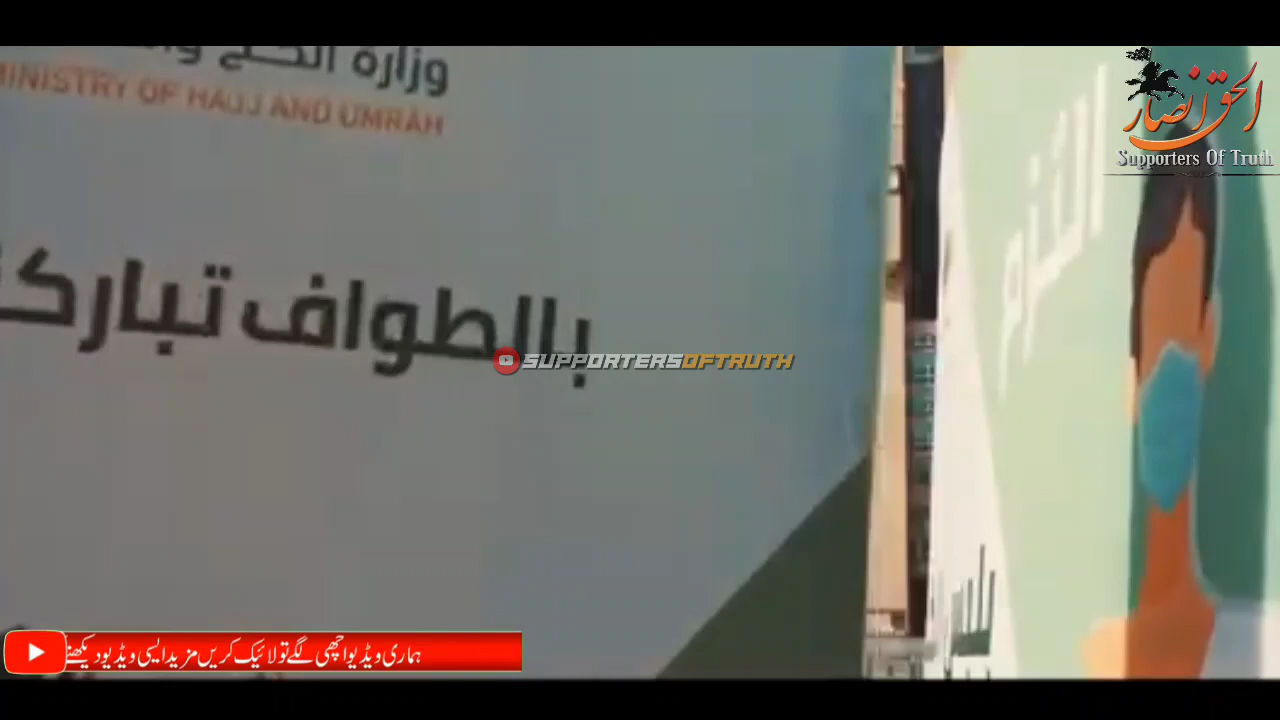 وزارة الحج
MINISTRY OF HAJJ AND UMRAH
بالطواف
التزم
انصار الحق
Supporters Of Truth
SUPPORTERSOFTRUTH
ہماری ویڈیو اچھی لگے تو لائیک کریں مزید ایسی ویڈیو دیکھنے